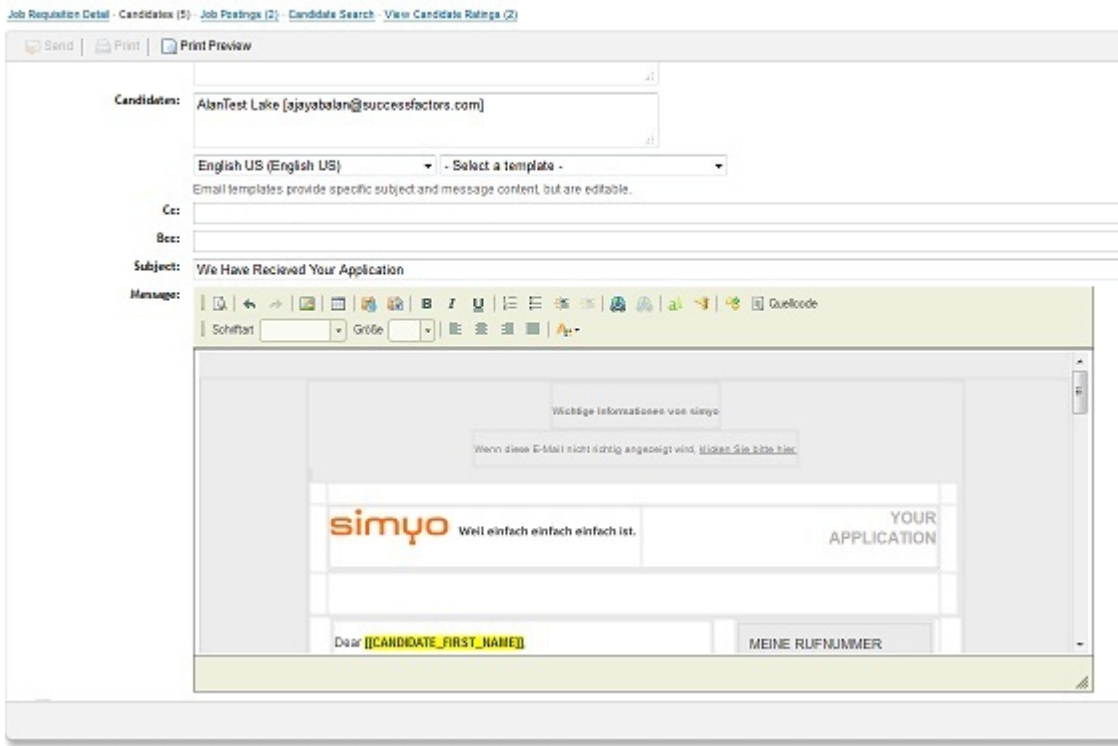 Job Requisition Detail - Candidates (5) - Job Postings (2) - Candidate Search - View Candidate Ratings (2)
Send | Print | Print Preview
Candidates: AlanTest Lake [ajayabalan@successfactors.com]
English US (English US) - Select a template -
Email templates provide specific subject and message content, but are editable.
Cc:
Bcc:
Subject: We Have Recieved Your Application
Message:
B I U Quellcode
Schriftart Größe
Wichtige Informationen von simyo
Wenn diese E-Mail nicht richtig angezeigt wird, klicken Sie bitte hier.
simyo Weil einfach einfach einfach ist.
YOUR
APPLICATION
Dear [[CANDIDATE_FIRST_NAME]],
MEINE RUFNUMMER